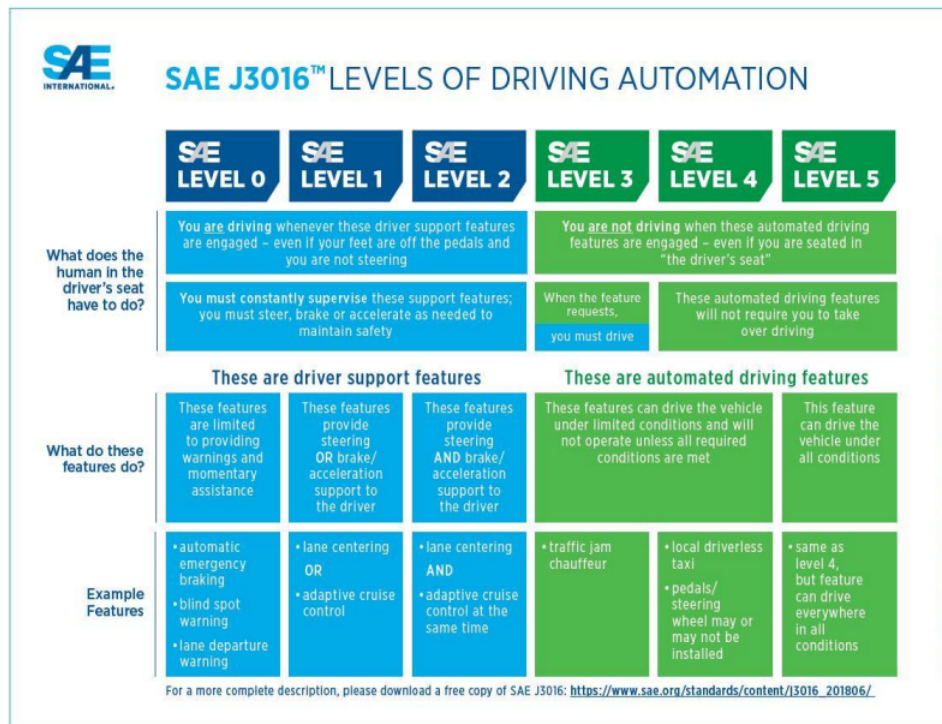 SAE
INTERNATIONAL®
SAE J3016™ LEVELS OF DRIVING AUTOMATION
SAE
LEVEL 0
SAE
LEVEL 1
SAE
LEVEL 2
SAE
LEVEL 3
SAE
LEVEL 4
SAE
LEVEL 5
What does the
human in the
driver's seat
have to do?
You are driving whenever these driver support features
are engaged – even if your feet are off the pedals and
you are not steering
You are not driving when these automated driving
features are engaged – even if you are seated in
"the driver's seat"
You must constantly supervise these support features;
you must steer, brake or accelerate as needed to
maintain safety
When the feature
requests,
you must drive
These automated driving features
will not require you to take
over driving
These are driver support features
These are automated driving features
What do these
features do?
These features
are limited
to providing
warnings and
momentary
assistance
These features
provide
steering
OR brake/
acceleration
support to
the driver
These features
provide
steering
AND brake/
acceleration
support to
the driver
These features can drive the vehicle
under limited conditions and will
not operate unless all required
conditions are met
This feature
can drive the
vehicle under
all conditions
Example
Features
• automatic
emergency
braking
• blind spot
warning
• lane departure
warning
• lane centering
OR
• adaptive cruise
control
• lane centering
AND
• adaptive cruise
control at the
same time
• traffic jam
chauffeur
• local driverless
taxi
• pedals/
steering
wheel may or
may not be
installed
• same as
level 4,
but feature
can drive
everywhere
in all
conditions
For a more complete description, please download a free copy of SAE J3016: https://www.sae.org/standards/content/J3016_201806/